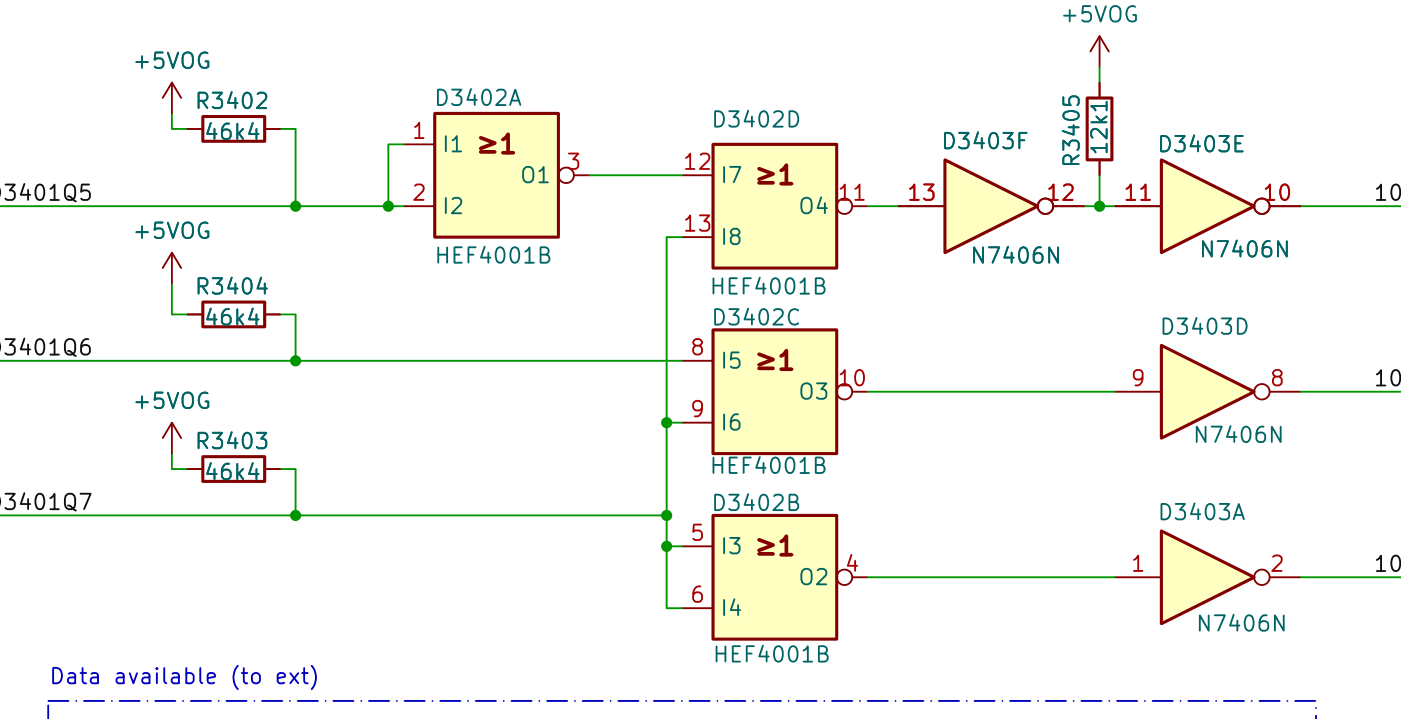 +5VOG
+5VOG
R3402
46k4
D3402A
1
I1
≥1
3
O1
2
I2
HEF4001B
D3401Q5
D3402D
12
I7
≥1
11
O4
13
I8
HEF4001B
D3403F
13
12
N7406N
R3405
12k1
D3403E
11
10
N7406N
10
+5VOG
R3404
46k4
D3401Q6
D3402C
8
I5
≥1
10
O3
9
I6
HEF4001B
D3403D
9
8
N7406N
10
+5VOG
R3403
46k4
D3401Q7
D3402B
5
I3
≥1
4
O2
6
I4
HEF4001B
D3403A
1
2
N7406N
10
Data available (to ext)